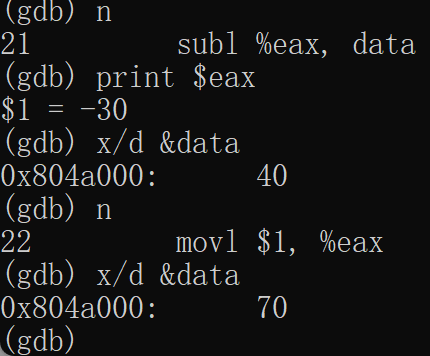 (gdb) n
21          subl %eax, data
(gdb) print $eax
$1 = -30
(gdb) x/d &data
0x804a000:      40
(gdb) n
22          movl $1, %eax
(gdb) x/d &data
0x804a000:      70
(gdb)